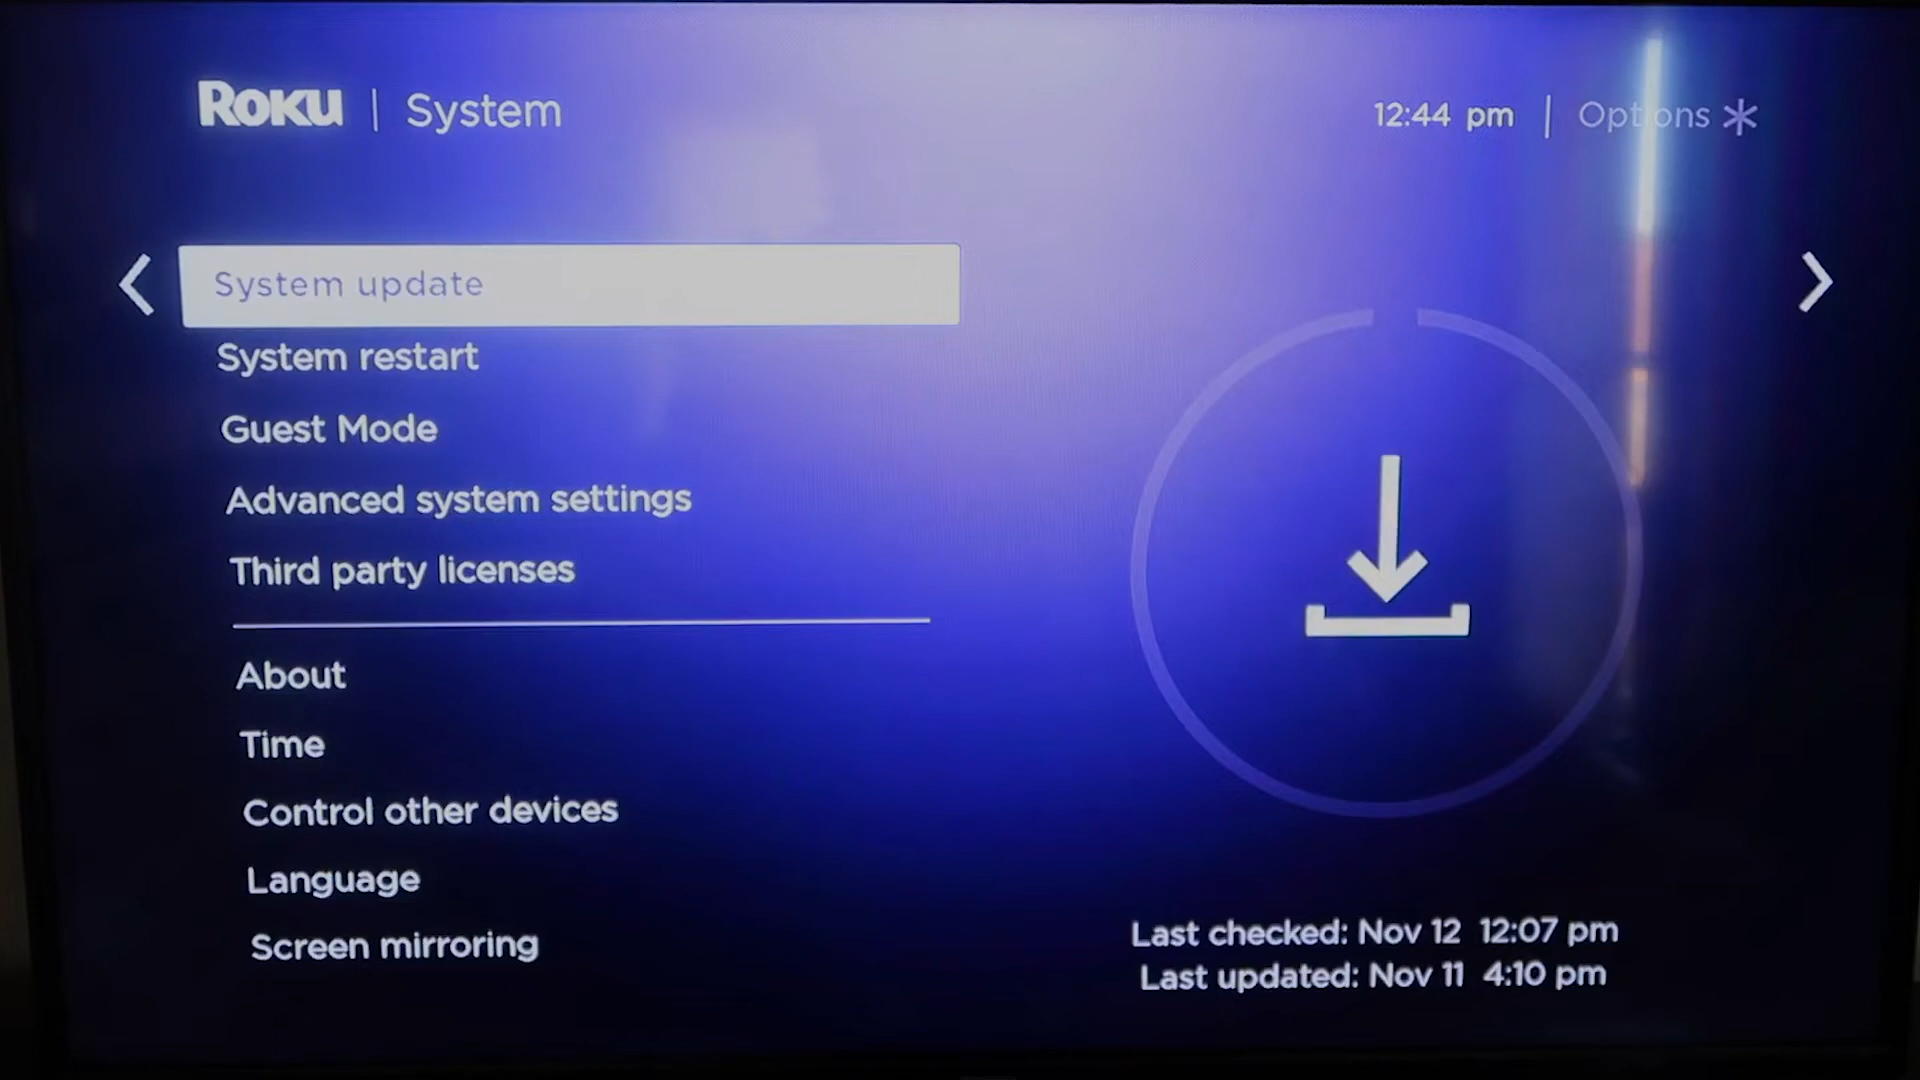 Roku | System
12:44 pm | Options *
System update
System restart
Guest Mode
Advanced system settings
Third party licenses
About
Time
Control other devices
Language
Screen mirroring
Last checked: Nov 12 12:07 pm
Last updated: Nov 11 4:10 pm